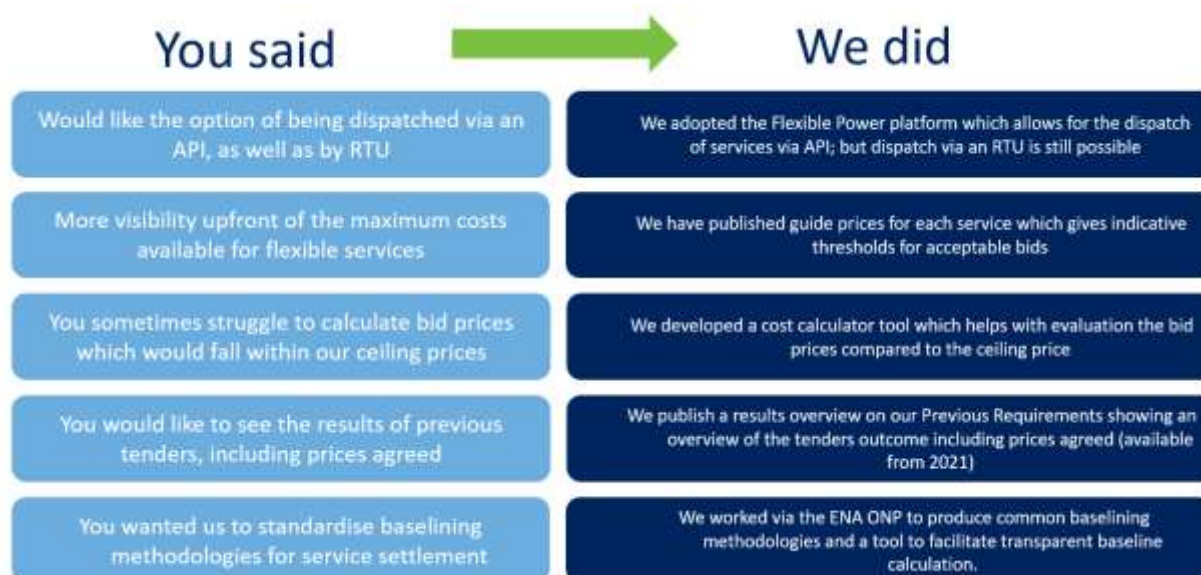 You said
We did
Would like the option of being dispatched via an
API, as well as by RTU
We adopted the Flexible Power platform which allows for the dispatch
of services via API; but dispatch via an RTU is still possible
More visibility upfront of the maximum costs
available for flexible services
We have published guide prices for each service which gives indicative
thresholds for acceptable bids
You sometimes struggle to calculate bid prices
which would fall within our ceiling prices
We developed a cost calculator tool which helps with evaluation the bid
prices compared to the ceiling price
You would like to see the results of previous
tenders, including prices agreed
We publish a results overview on our Previous Requirements showing an
overview of the tenders outcome including prices agreed (available
from 2021)
You wanted us to standardise baselining
methodologies for service settlement
We worked via the ENA ONP to produce common baselining
methodologies and a tool to facilitate transparent baseline
calculation.